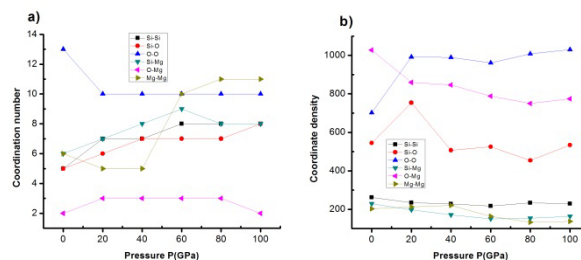 a)
Coordination number
14
12
10
8
6
4
2
Si-Si
Si-O
O-O
Si-Mg
O-Mg
Mg-Mg
0 20 40 60 80 100
Pressure P(GPa)
b)
Coordinate density
1000
800
600
400
200
Si-Si
Si-O
O-O
Si-Mg
O-Mg
Mg-Mg
0 20 40 60 80 100
Pressure P(GPa)